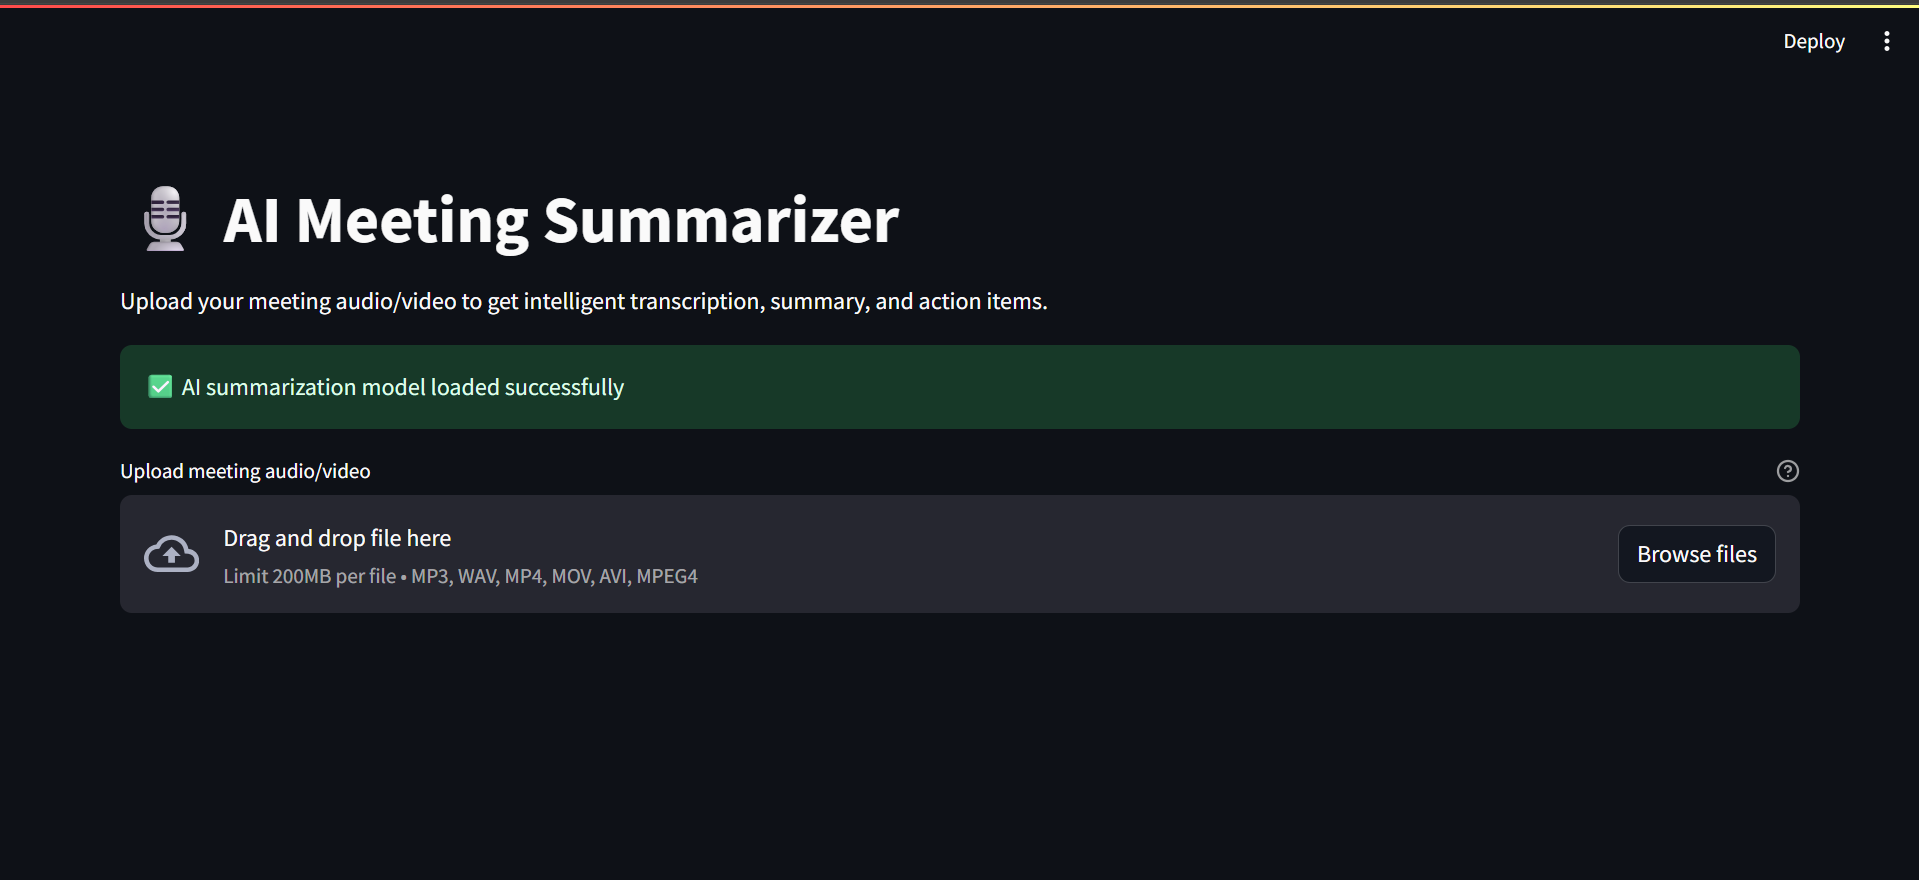 Deploy
AI Meeting Summarizer
Upload your meeting audio/video to get intelligent transcription, summary, and action items.
AI summarization model loaded successfully
Upload meeting audio/video
Drag and drop file here
Limit 200MB per file • MP3, WAV, MP4, MOV, AVI, MPEG4
Browse files